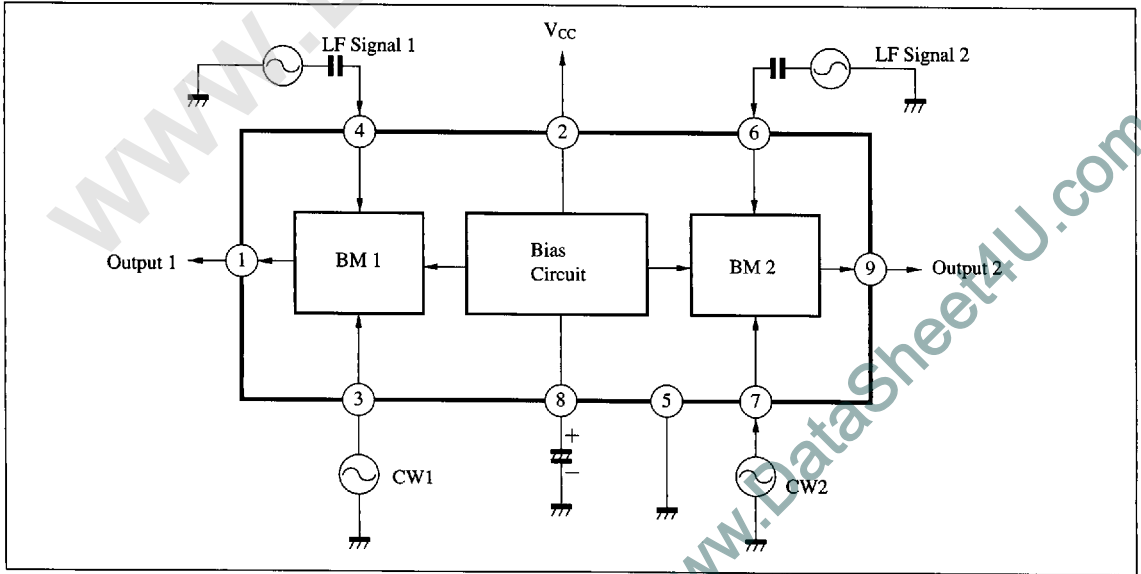 www.D
LF Signal 1
VCC
LF Signal 2
4
2
6
Output 1
1
BM 1
Bias
Circuit
BM 2
9
Output 2
3
8
5
7
+
−
CW1
CW2
ww.DataSheet4U.com